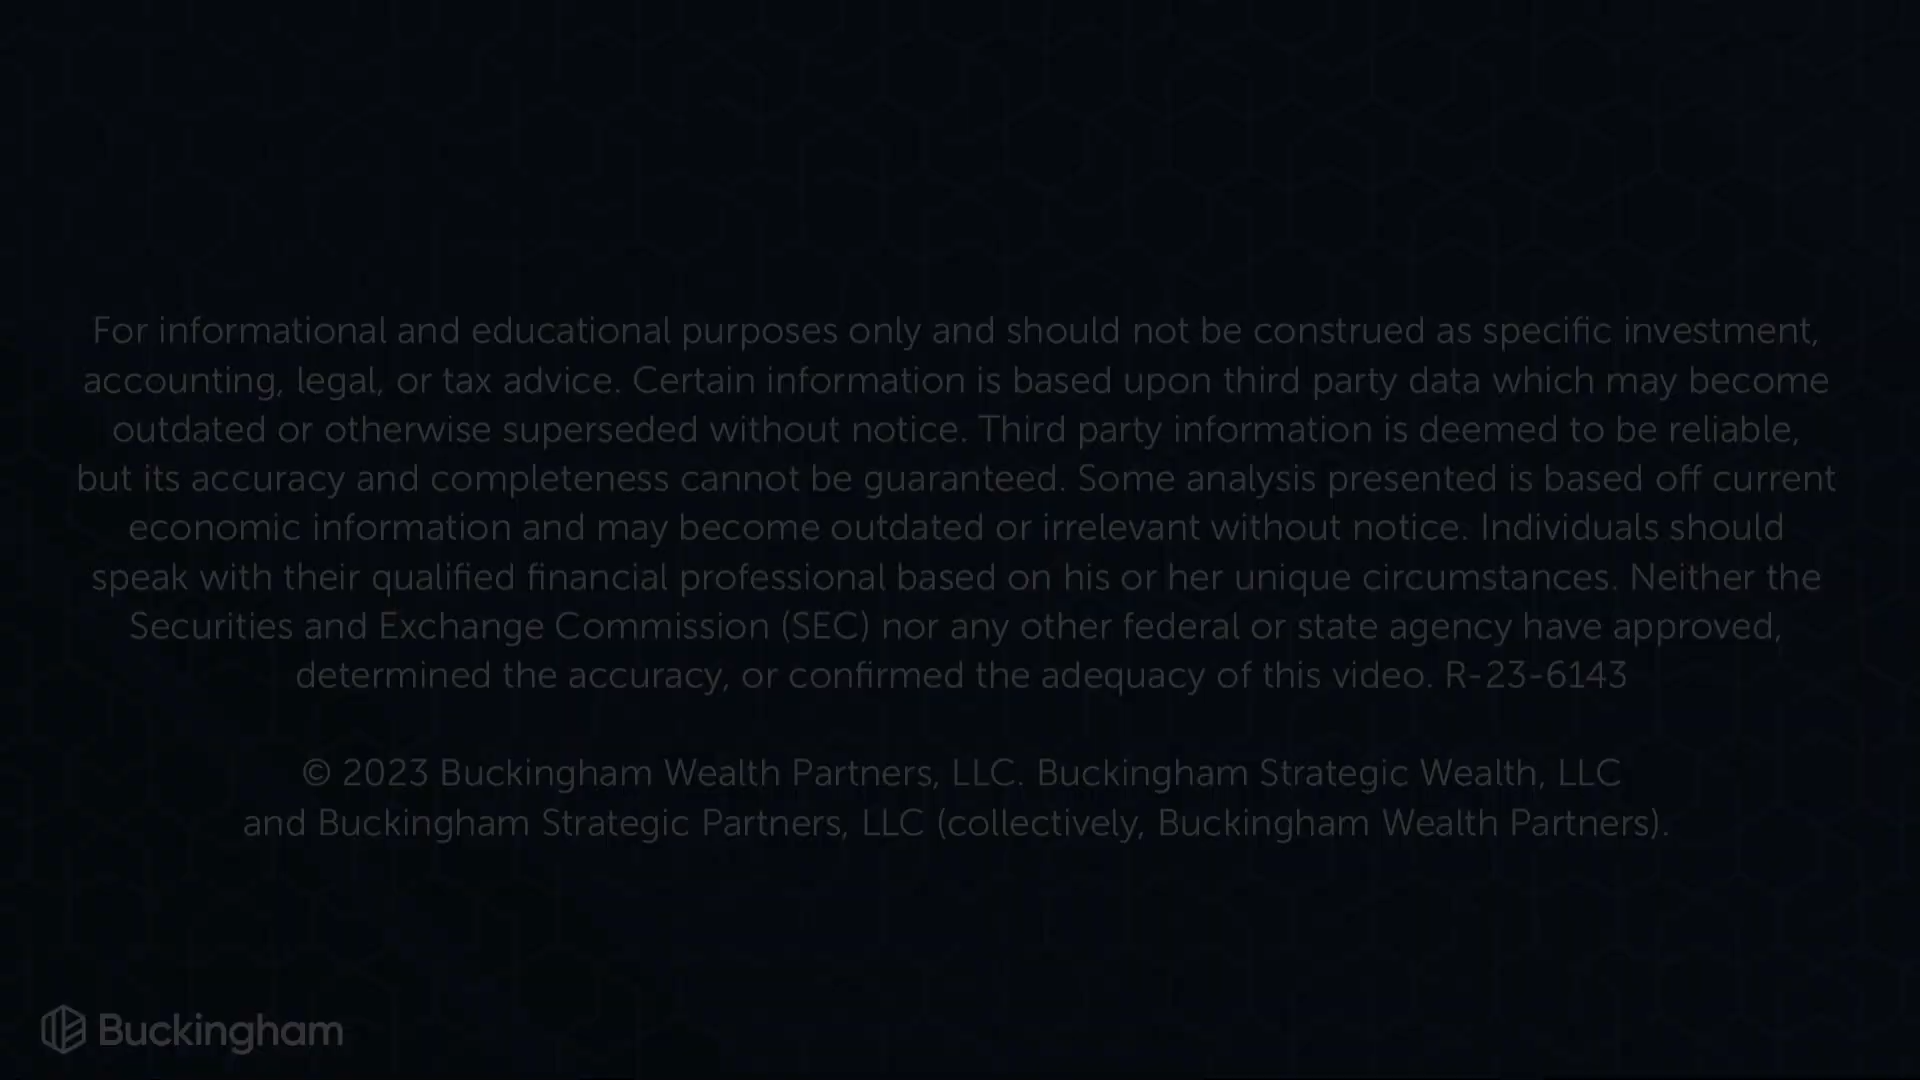 For informational and educational purposes only and should not be construed as specific investment,
accounting, legal, or tax advice. Certain information is based upon third party data which may become
outdated or otherwise superseded without notice. Third party information is deemed to be reliable,
but its accuracy and completeness cannot be guaranteed. Some analysis presented is based off current
economic information and may become outdated or irrelevant without notice. Individuals should
speak with their qualified financial professional based on his or her unique circumstances. Neither the
Securities and Exchange Commission (SEC) nor any other federal or state agency have approved,
determined the accuracy, or confirmed the adequacy of this video. R-23-6143
© 2023 Buckingham Wealth Partners, LLC. Buckingham Strategic Wealth, LLC
and Buckingham Strategic Partners, LLC (collectively, Buckingham Wealth Partners).
Buckingham